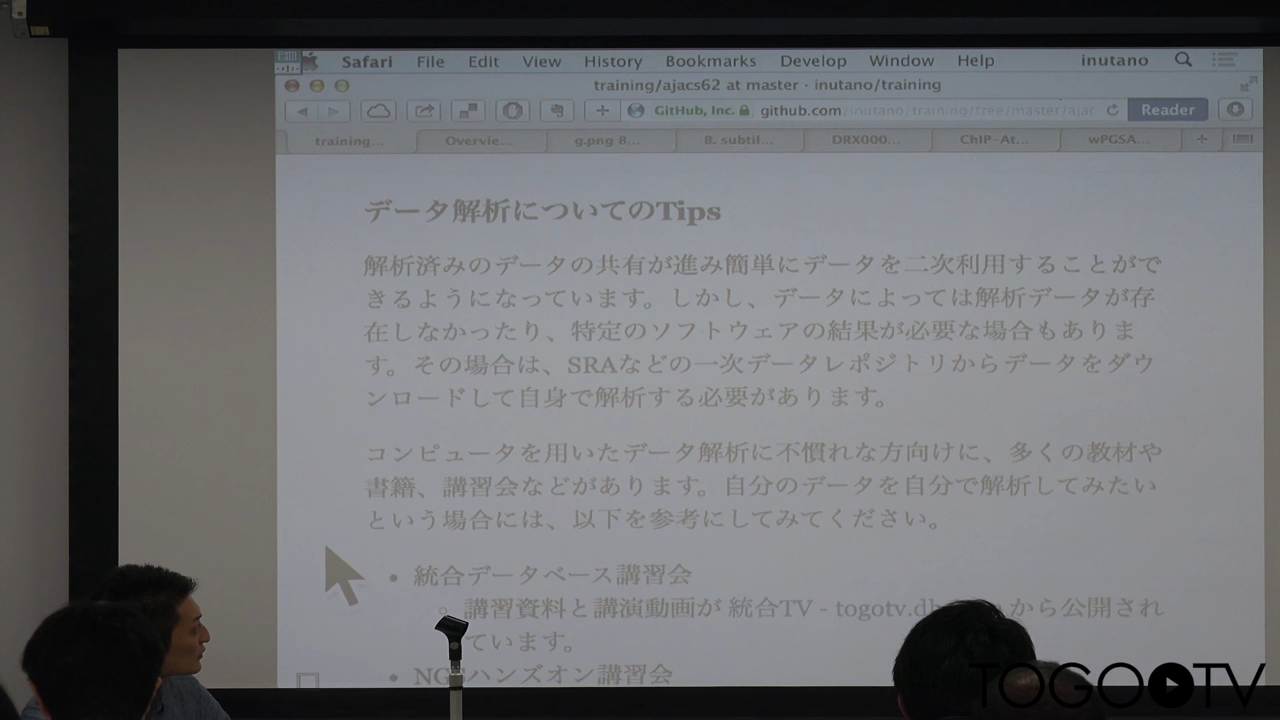 Safari File Edit View History Bookmarks Develop Window Help inutano
training/ajacs62 at master · inutano/training
GitHub, Inc. github.com/inutano/training/tree/master/ajac Reader
training... Overvie... g.png 8... B. subtil... DRX000... ChIP-At... wPGSA...
データ解析についてのTips
解析済みのデータの共有が進み簡単にデータを二次利用することがで
きるようになっています。しかし、データによっては解析データが存
在しなかったり、特定のソフトウェアの結果が必要な場合もありま
す。その場合は、SRAなどの一次データレポジトリからデータをダウ
ンロードして自身で解析する必要があります。
コンピュータを用いたデータ解析に不慣れな方向けに、多くの教材や
書籍、講習会などがあります。自分のデータを自分で解析してみたい
という場合には、以下を参考にしてみてください。
統合データベース講習会
講習資料と講演動画が 統合TV - togotv.db から公開され
ています。
NGSハンズオン講習会
TOGOTV